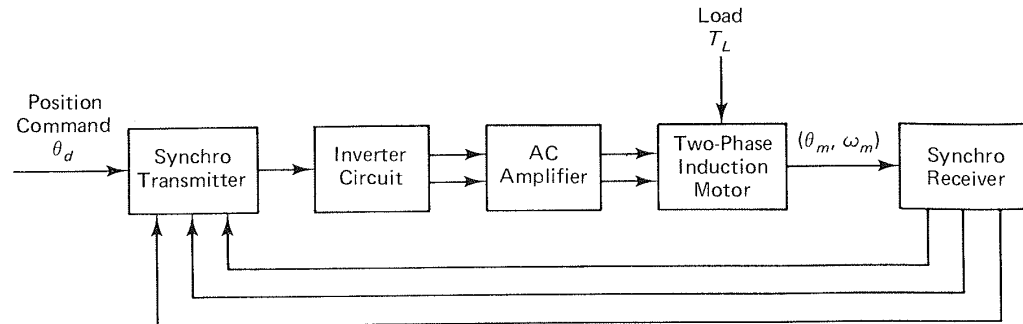 Load
T_L
Position
Command
θ_d
Synchro
Transmitter
Inverter
Circuit
AC
Amplifier
Two-Phase
Induction
Motor
(θ_m, ω_m)
Synchro
Receiver